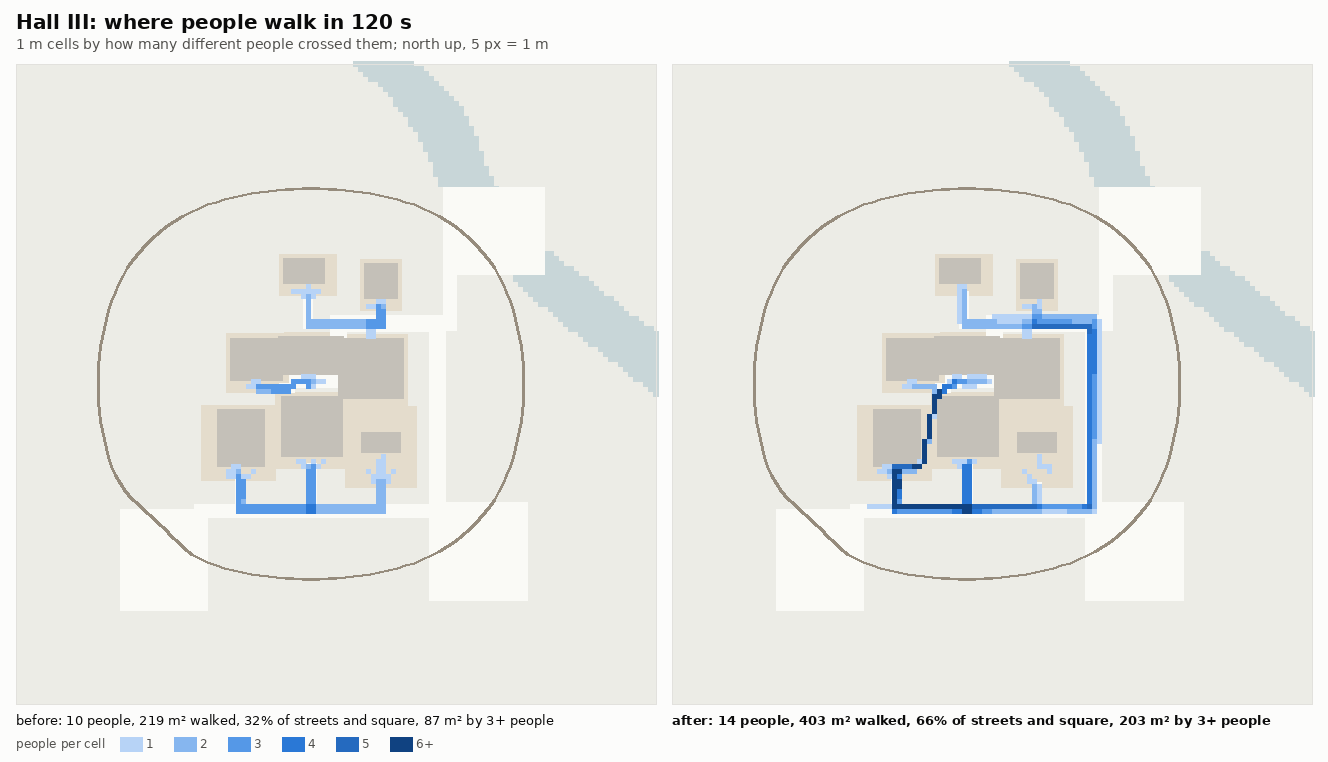 Hall III: where people walk in 120 s
1 m cells by how many different people crossed them; north up, 5 px = 1 m
before: 10 people, 219 m² walked, 32% of streets and square, 87 m² by 3+ people
after: 14 people, 403 m² walked, 66% of streets and square, 203 m² by 3+ people
people per cell 1 2 3 4 5 6+